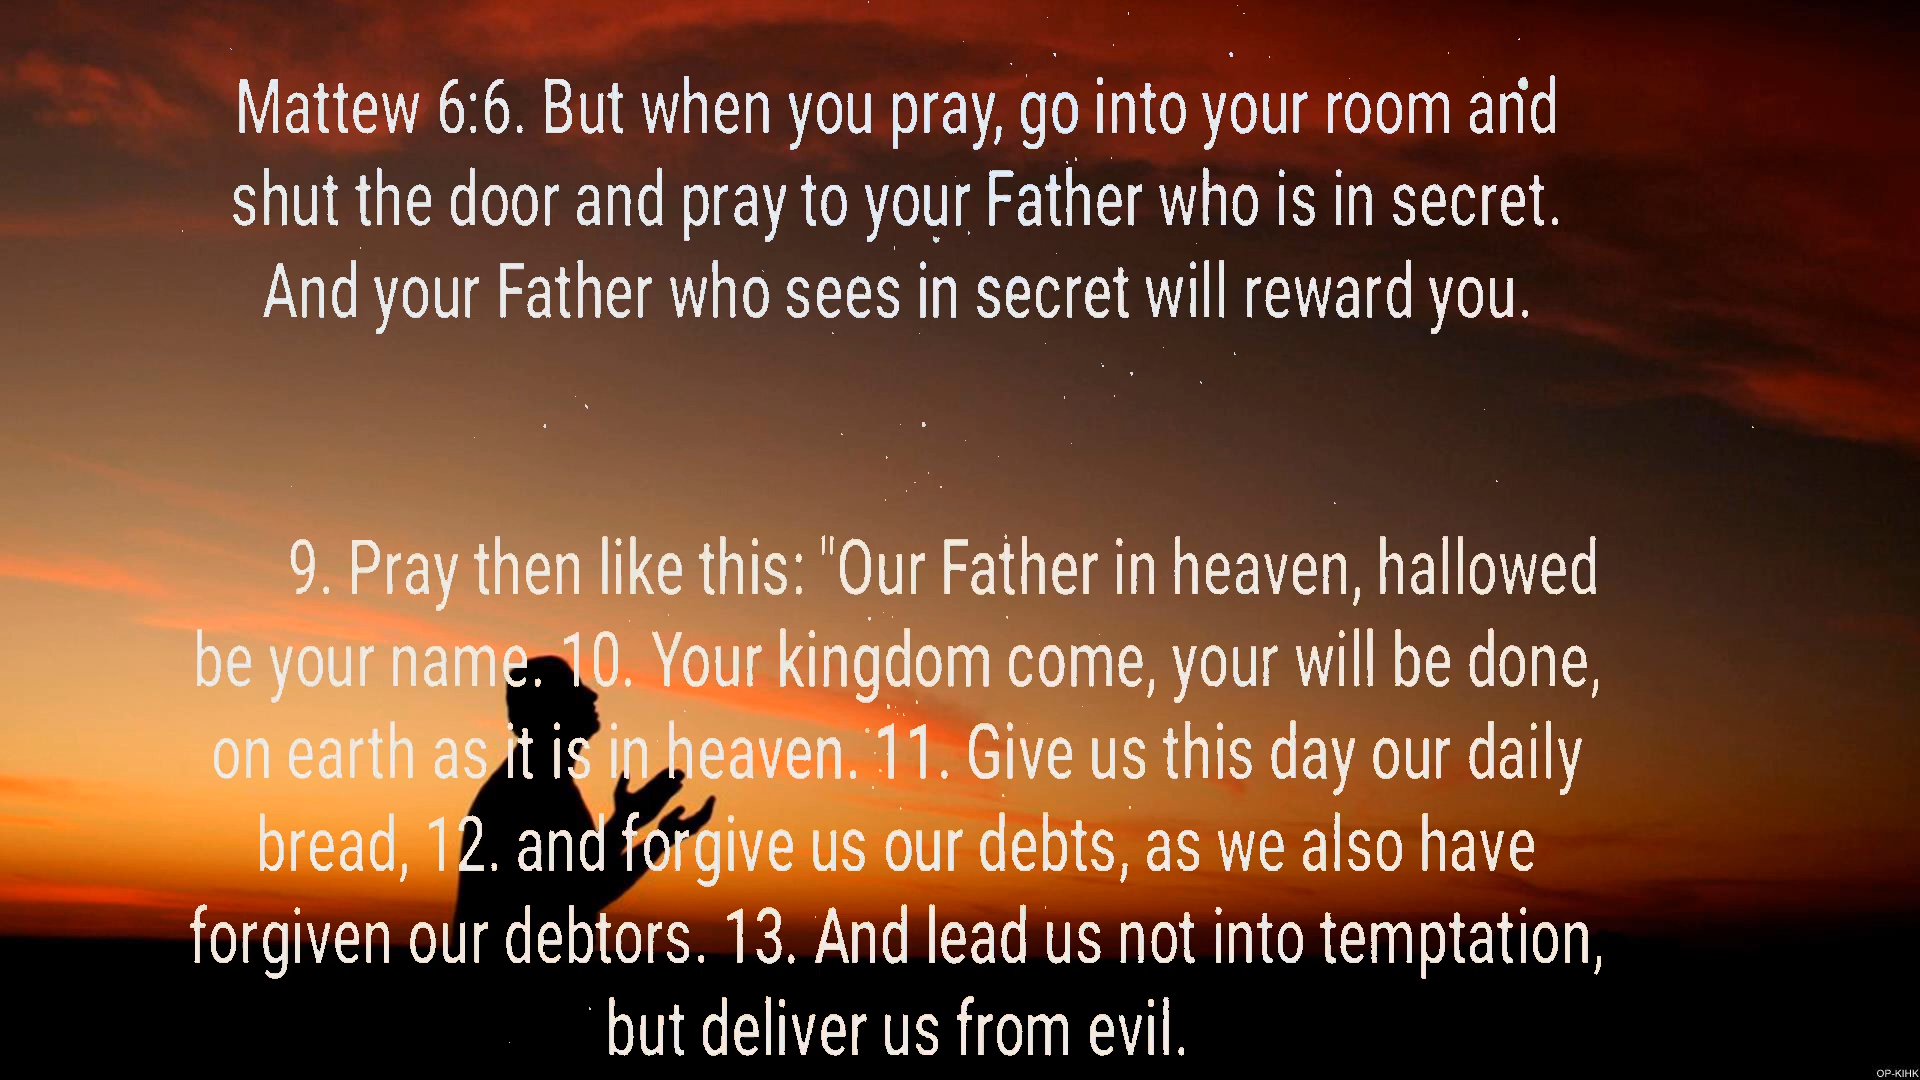 Mattew 6:6. But when you pray, go into your room and
shut the door and pray to your Father who is in secret.
And your Father who sees in secret will reward you.
9. Pray then like this: "Our Father in heaven, hallowed
be your name. 10. Your kingdom come, your will be done,
on earth as it is in heaven. 11. Give us this day our daily
bread, 12. and forgive us our debts, as we also have
forgiven our debtors. 13. And lead us not into temptation,
but deliver us from evil.
OP-KIHK